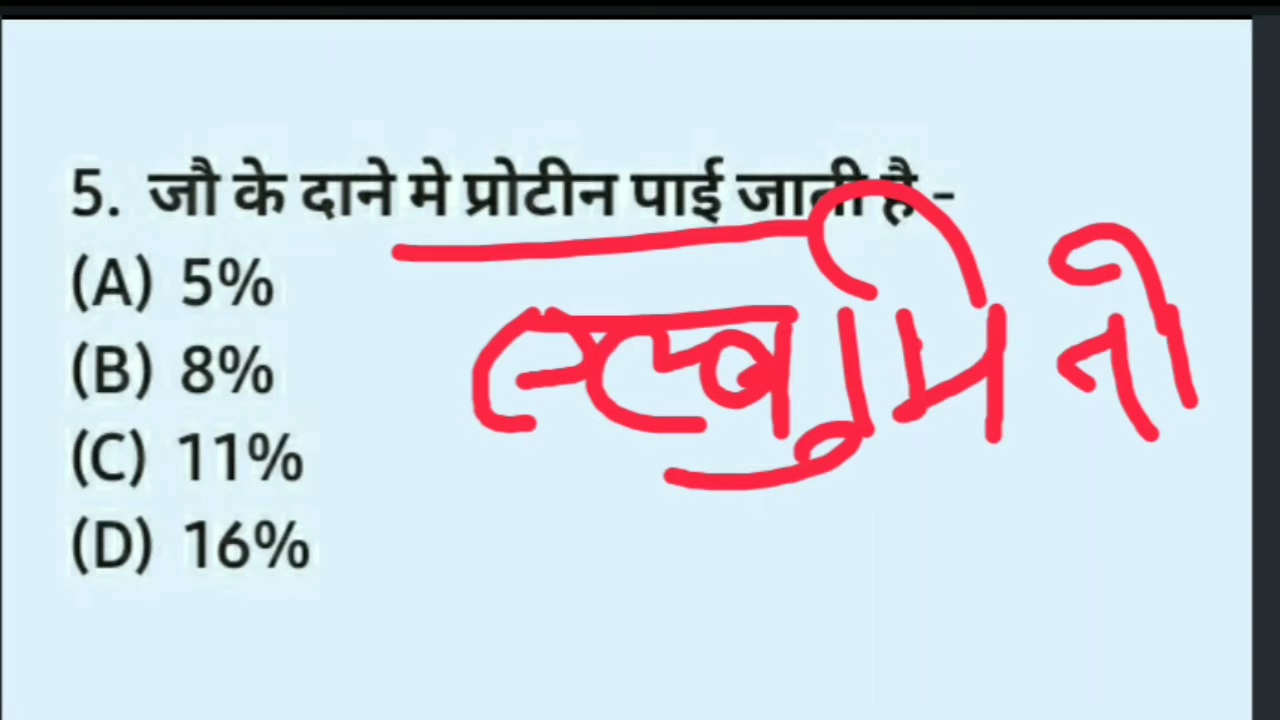 5. जौ के दाने मे प्रोटीन पाई जाती है -
(A) 5%
(B) 8%
(C) 11%
(D) 16%